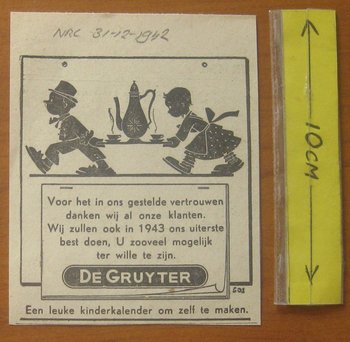 NRC 31-12-1942
Voor het in ons gestelde vertrouwen
danken wij al onze klanten.
Wij zullen ook in 1943 ons uiterste
best doen, U zooveel mogelijk
ter wille te zijn.
DE GRUYTER
Een leuke kinderkalender om zelf te maken.
10CM